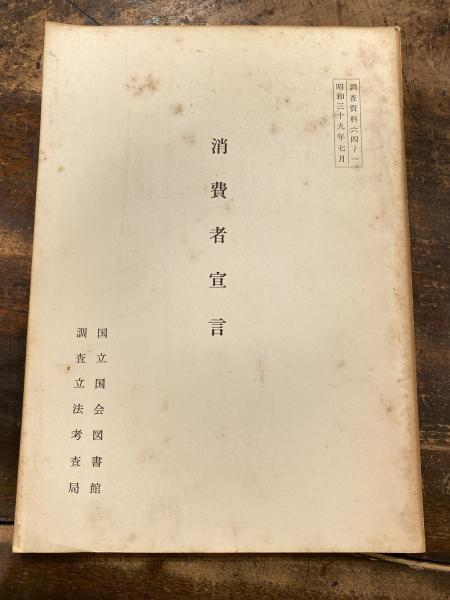 調査資料六四ー一
昭和三十九年七月
消費者宣言
国立国会図書館
調査立法考査局